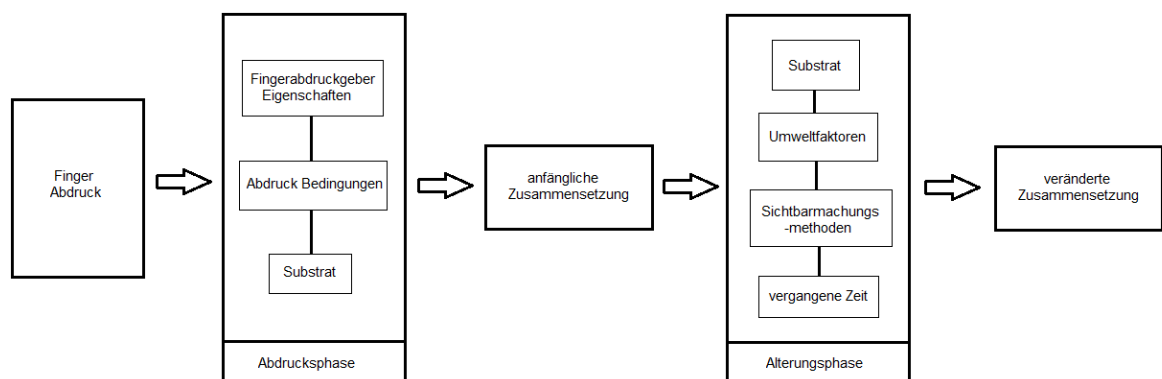 Finger
Abdruck
Fingerabdruckgeber
Eigenschaften
Abdruck Bedingungen
Substrat
Abdrucksphase
anfängliche
Zusammensetzung
Substrat
Umweltfaktoren
Sichtbarmachungs
-methoden
vergangene Zeit
Alterungsphase
veränderte
Zusammensetzung